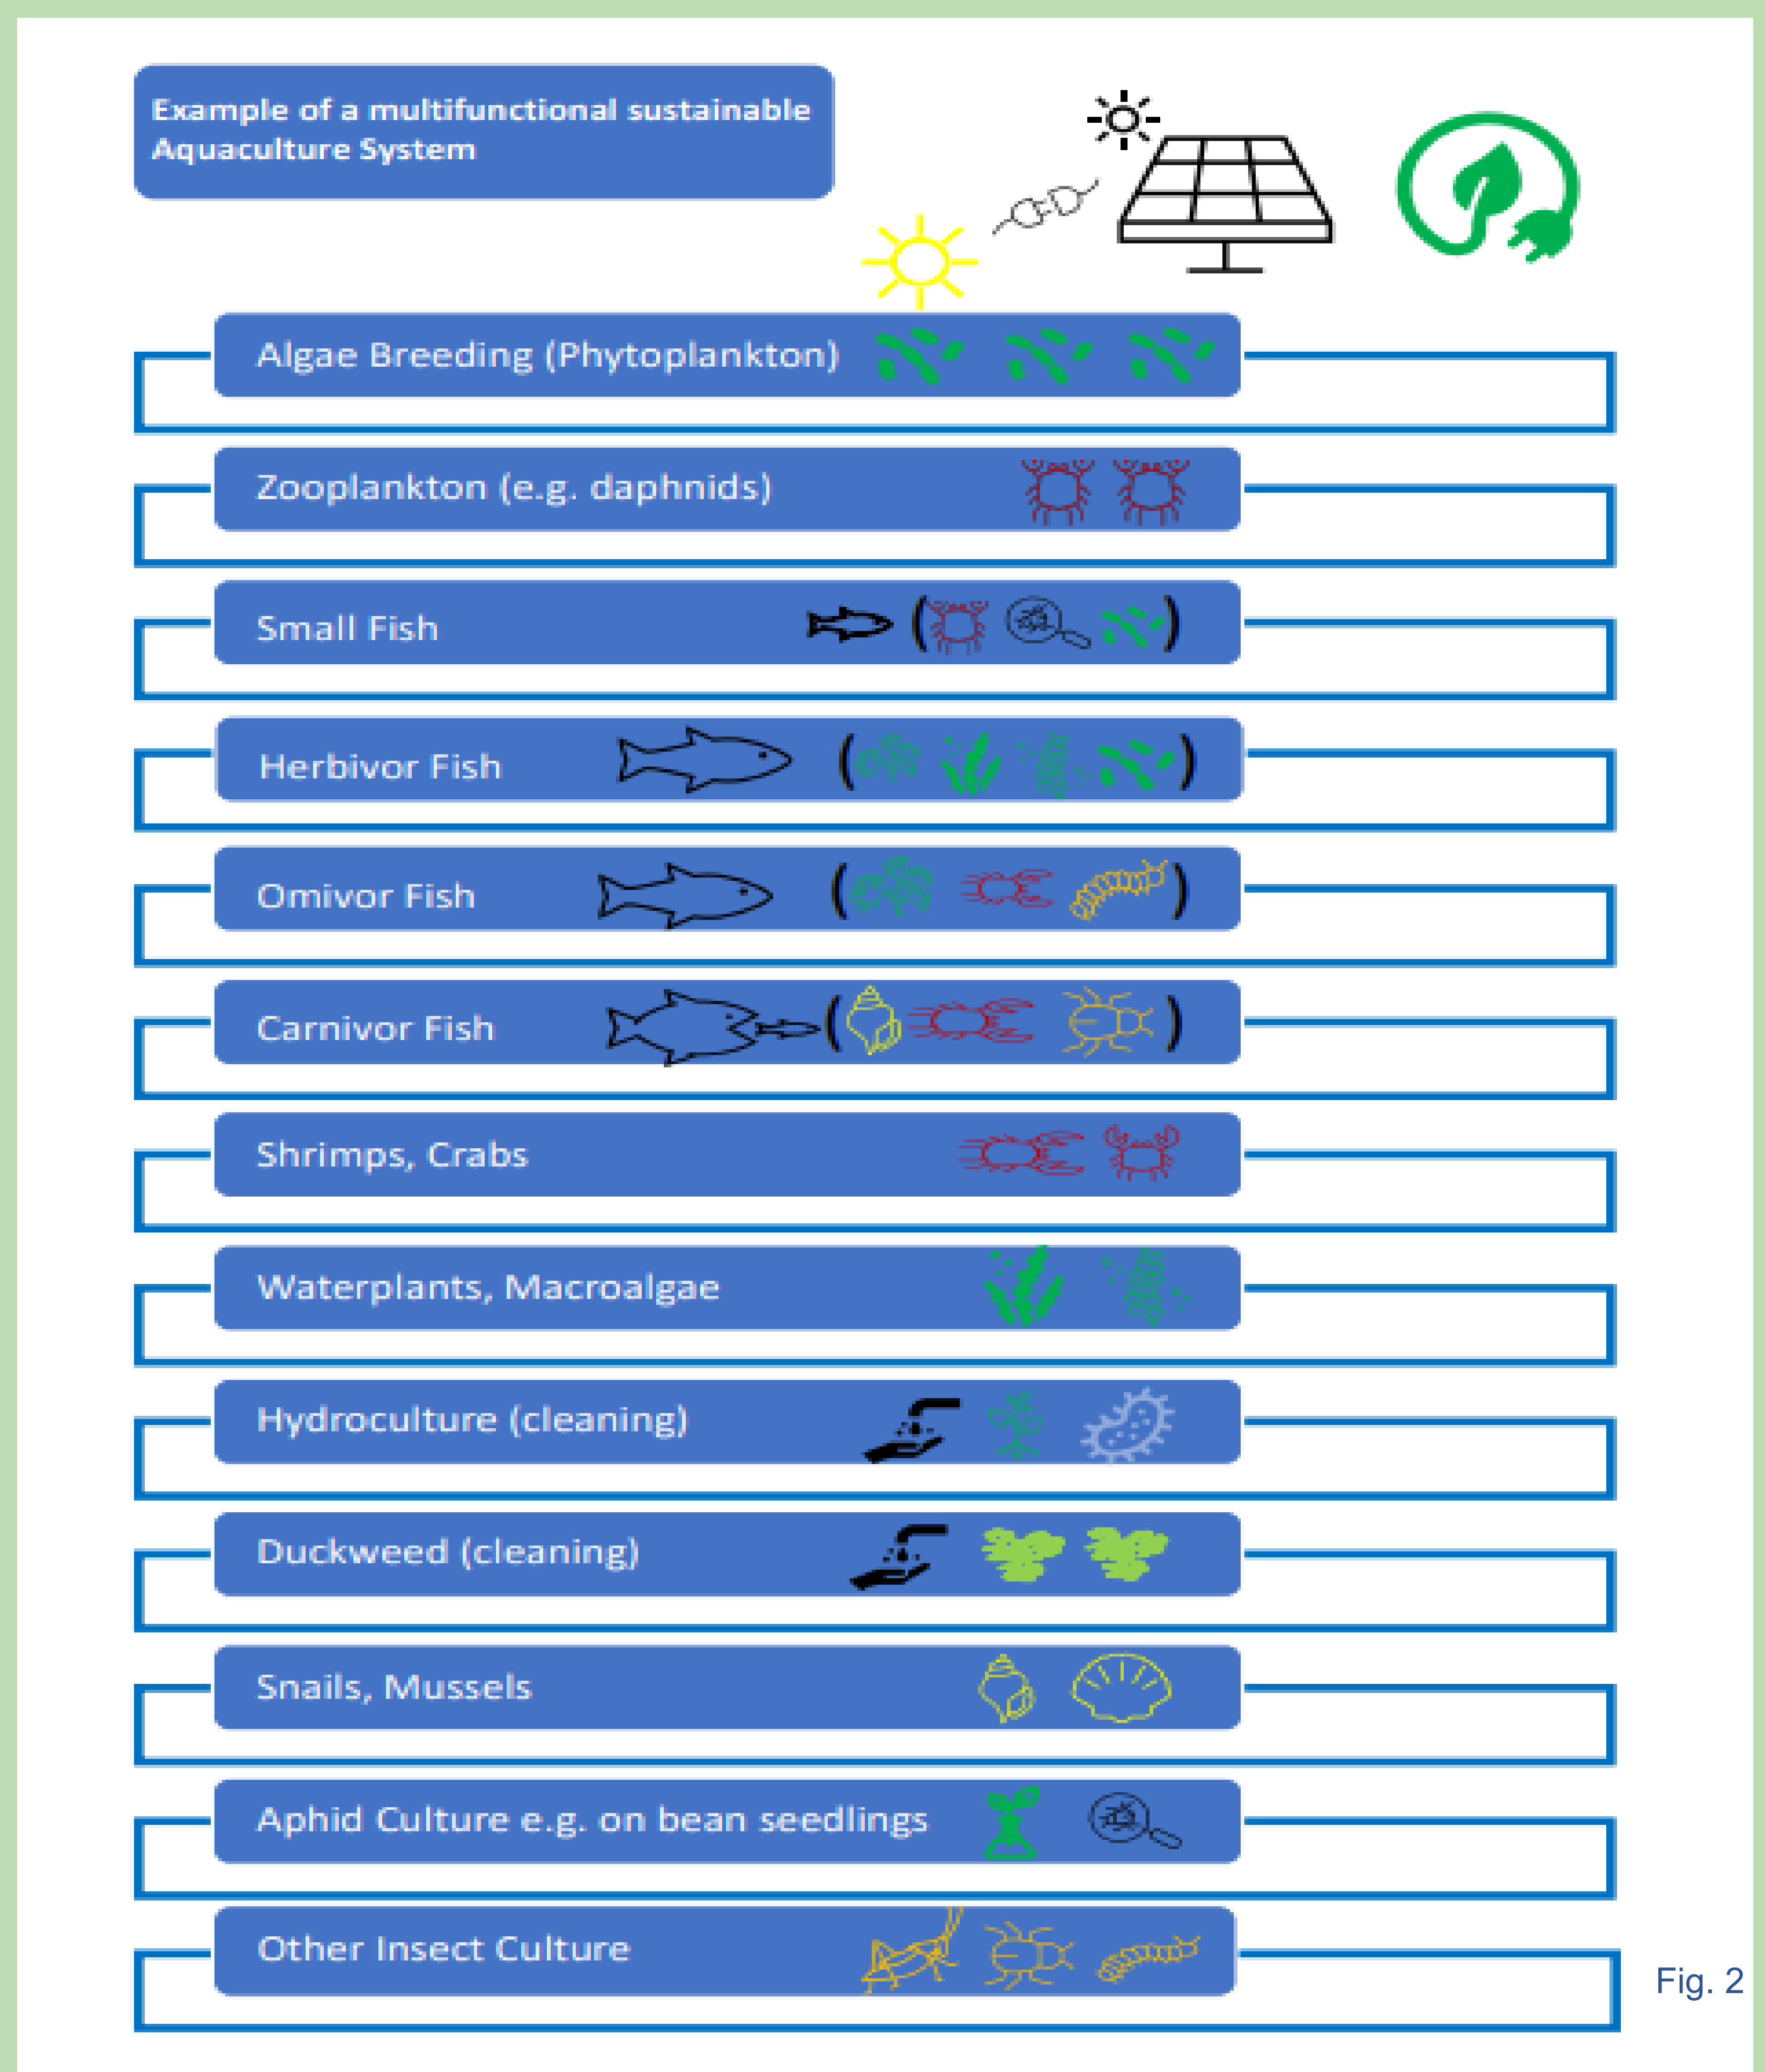 Example of a multifunctional sustainable
Aquaculture System
Algae Breeding (Phytoplankton)
Zooplankton (e.g. daphnids)
Small Fish
Herbivor Fish
Omivor Fish
Carnivor Fish
Shrimps, Crabs
Waterplants, Macroalgae
Hydroculture (cleaning)
Duckweed (cleaning)
Snails, Mussels
Aphid Culture e.g. on bean seedlings
Other Insect Culture
Fig. 2